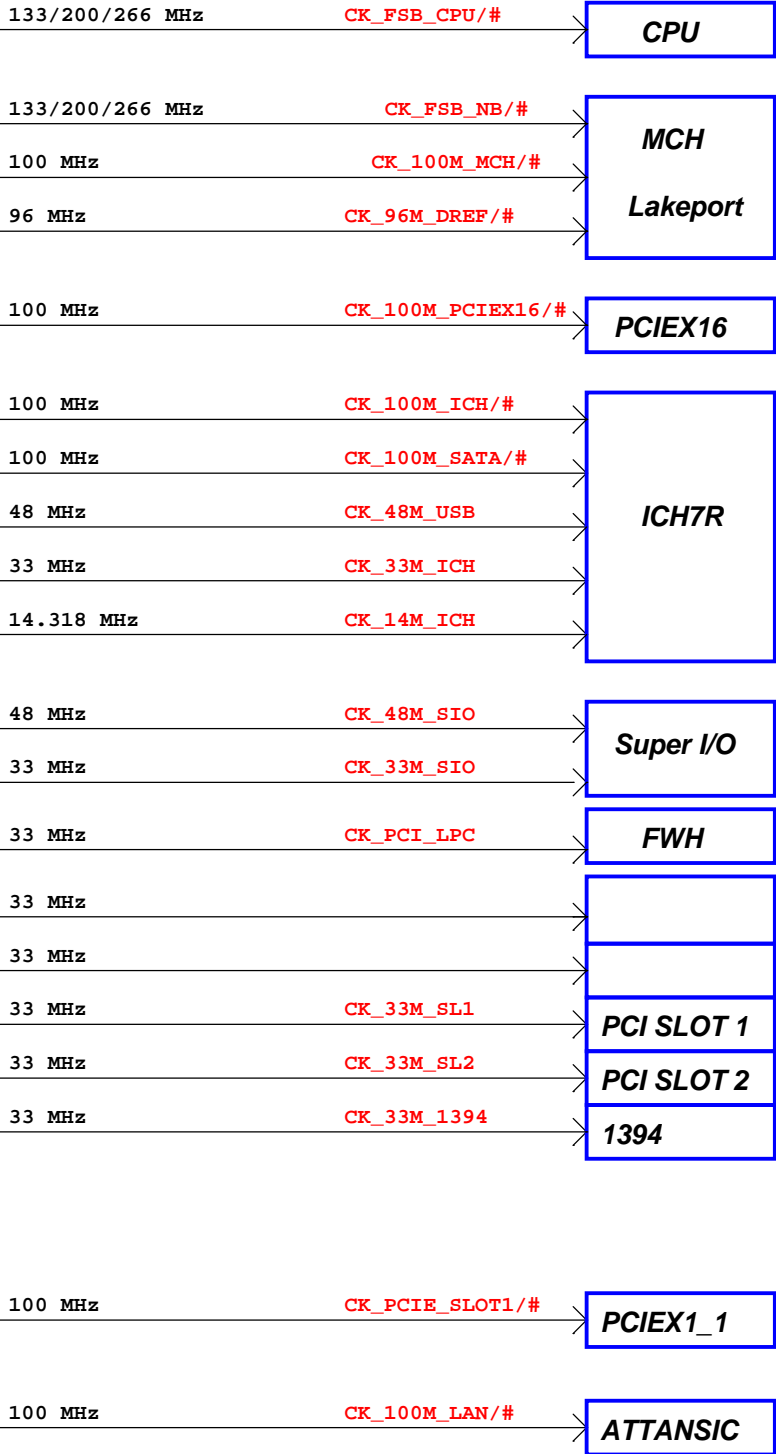 133/200/266 MHz CK_FSB_CPU/# CPU
133/200/266 MHz CK_FSB_NB/#
MCH
100 MHz CK_100M_MCH/#
Lakeport
96 MHz CK_96M_DREF/#
100 MHz CK_100M_PCIEX16/# PCIEX16
100 MHz CK_100M_ICH/#
100 MHz CK_100M_SATA/#
48 MHz CK_48M_USB ICH7R
33 MHz CK_33M_ICH
14.318 MHz CK_14M_ICH
48 MHz CK_48M_SIO
Super I/O
33 MHz CK_33M_SIO
33 MHz CK_PCI_LPC FWH
33 MHz
33 MHz
33 MHz CK_33M_SL1 PCI SLOT 1
33 MHz CK_33M_SL2 PCI SLOT 2
33 MHz CK_33M_1394 1394
100 MHz CK_PCIE_SLOT1/# PCIEX1_1
100 MHz CK_100M_LAN/# ATTANSIC